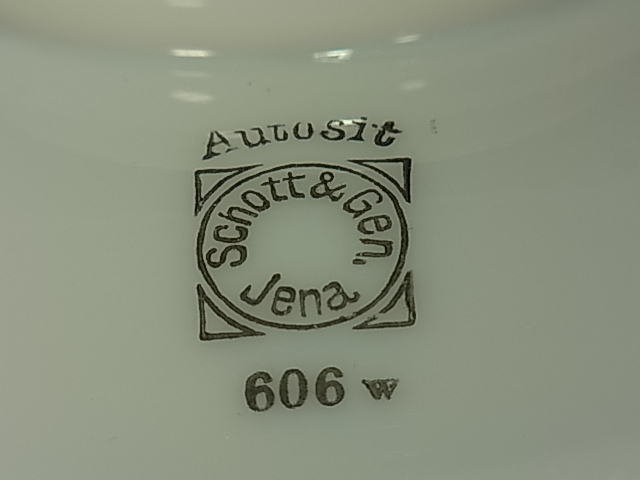 Autosit
Schott & Gen.
Jena
606 w